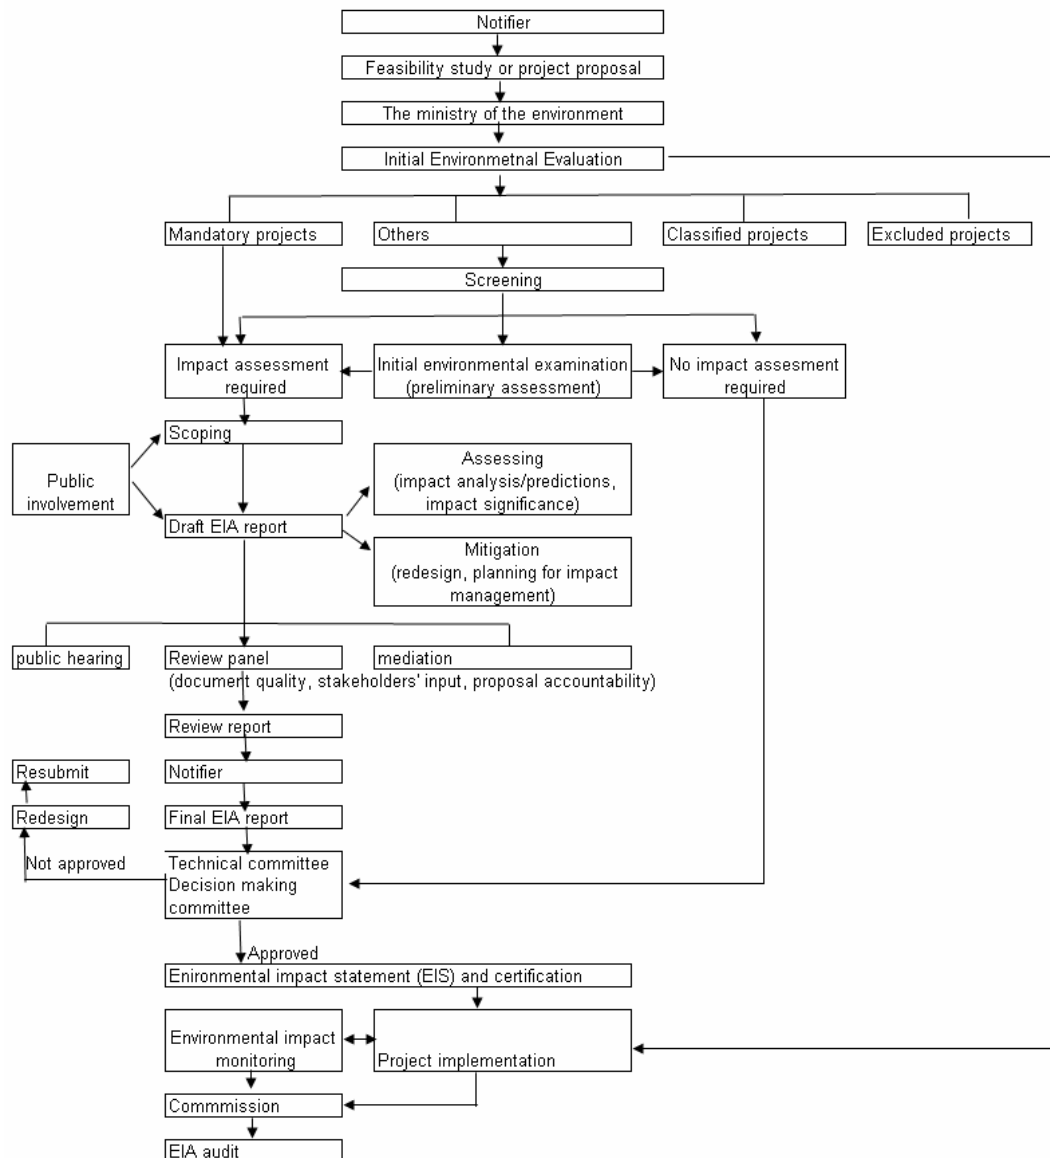 Notifier
Feasibility study or project proposal
The ministry of the environment
Initial Environmetnal Evaluation
Mandatory projects
Others
Classified projects
Excluded projects
Screening
Impact assessment
required
Initial environmental examination
(preliminary assessment)
No impact assesment
required
Scoping
Public
involvement
Assessing
(impact analysis/predictions,
impact significance)
Draft EIA report
Mitigation
(redesign, planning for impact
management)
public hearing
Review panel
mediation
(document quality, stakeholders' input, proposal accountability)
Review report
Resubmit
Notifier
Redesign
Final EIA report
Not approved
Technical committee
Decision making
committee
Approved
Enironmental impact statement (EIS) and certification
Environmental impact
monitoring
Project implementation
Commmission
EIA audit